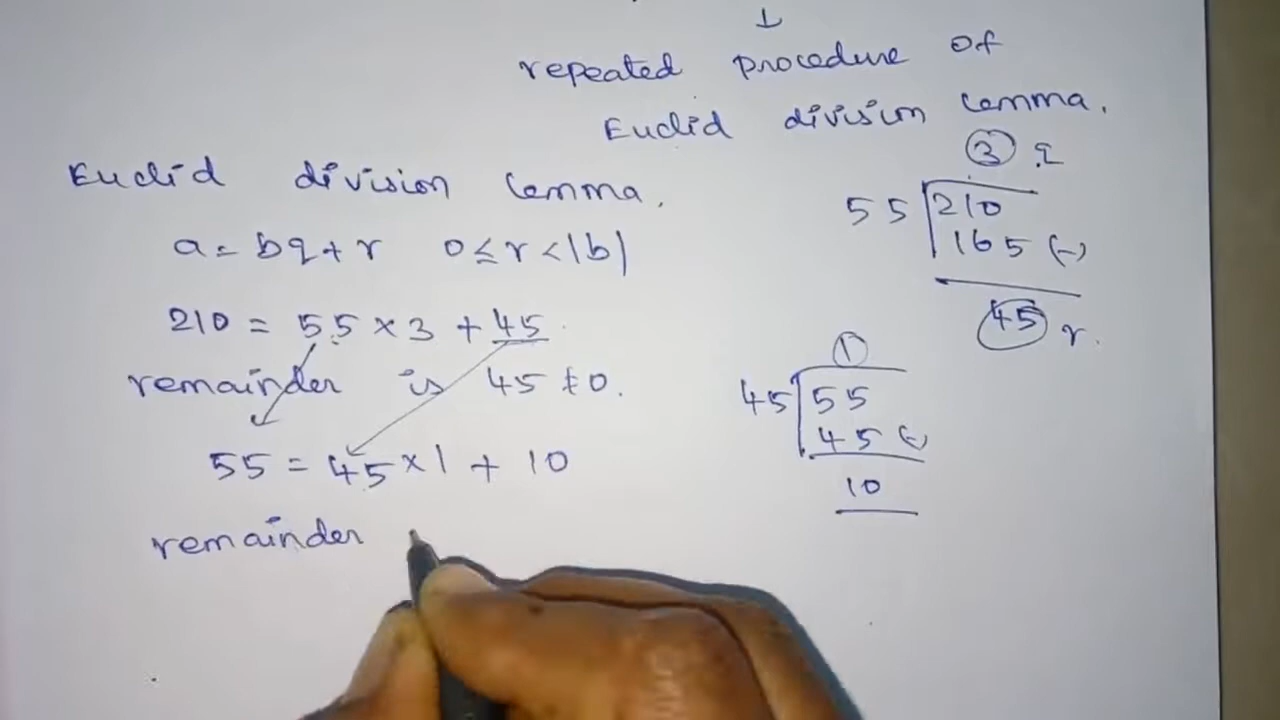 ↓
repeated procedure of
Euclid division lemma.
Euclid division lemma.
a = bq + r 0 ≤ r < |b|
210 = 55 × 3 + 45
remainder is 45 ≠ 0.
55 = 45 × 1 + 10
remainder
3 q
55 210
165 (-)
45 r.
1
45 55
45 (-)
10